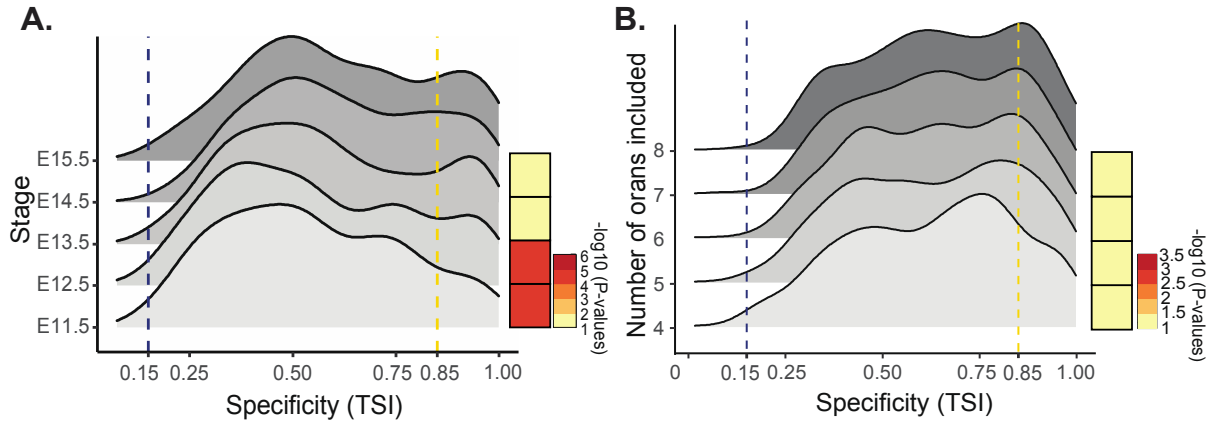 A.
Stage
E15.5
E14.5
E13.5
E12.5
E11.5
0.15 0.25 0.50 0.75 0.85 1.00
Specificity (TSI)
6
5
4
3
2
1
-log10 (P-values)
B.
Number of orans included
8
7
6
5
4
0 0.15 0.25 0.50 0.75 0.85 1.00
Specificity (TSI)
3.5
3
2.5
2
1.5
1
-log10 (P-values)